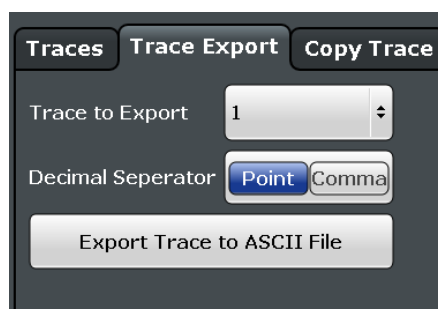 Traces Trace Export Copy Trace
Trace to Export 1
Decimal Seperator Point Comma
Export Trace to ASCII File